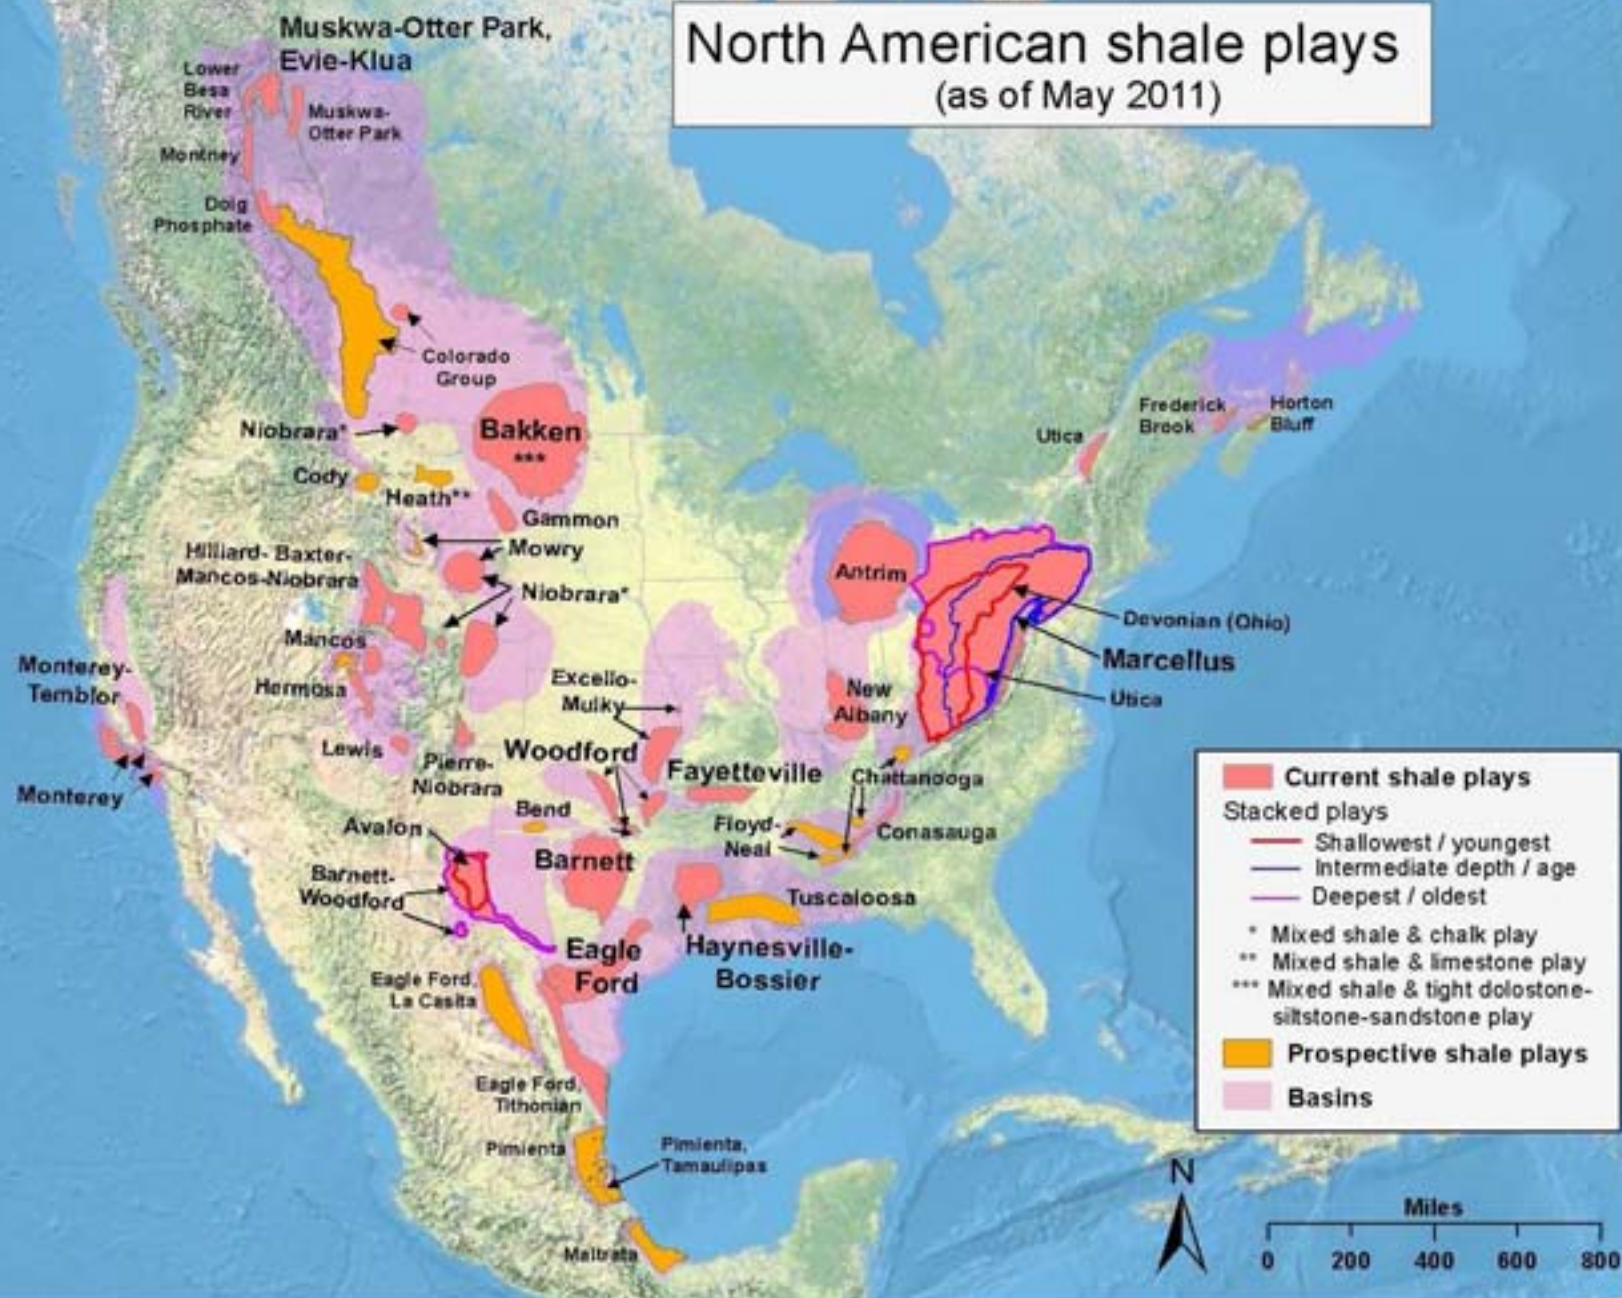 North American shale plays
(as of May 2011)
Muskwa-Otter Park,
Evie-Klua
Lower
Besa
River
Muskwa-
Otter Park
Montney
Doig
Phosphate
Colorado
Group
Niobrara*
Bakken
***
Cody
Heath**
Gammon
Mowry
Hilliard- Baxter-
Mancos-Niobrara
Niobrara*
Mancos
Hermosa
Monterey-
Temblor
Lewis
Pierre-
Niobrara
Monterey
Excello-
Mulky
Woodford
Fayetteville
Bend
Avalon
Barnett
Barnett-
Woodford
Eagle
Ford
Haynesville-
Bossier
Tuscaloosa
Floyd-
Neal
Chattanooga
Conasauga
New
Albany
Antrim
Devonian (Ohio)
Marcellus
Utica
Utica
Frederick
Brook
Horton
Bluff
Eagle Ford,
La Casita
Eagle Ford,
Tithonian
Pimienta
Pimienta,
Tamaulipas
Maltrata
Current shale plays
Stacked plays
Shallowest / youngest
Intermediate depth / age
Deepest / oldest
* Mixed shale & chalk play
** Mixed shale & limestone play
*** Mixed shale & tight dolostone-
siltstone-sandstone play
Prospective shale plays
Basins
N
Miles
0 200 400 600 800